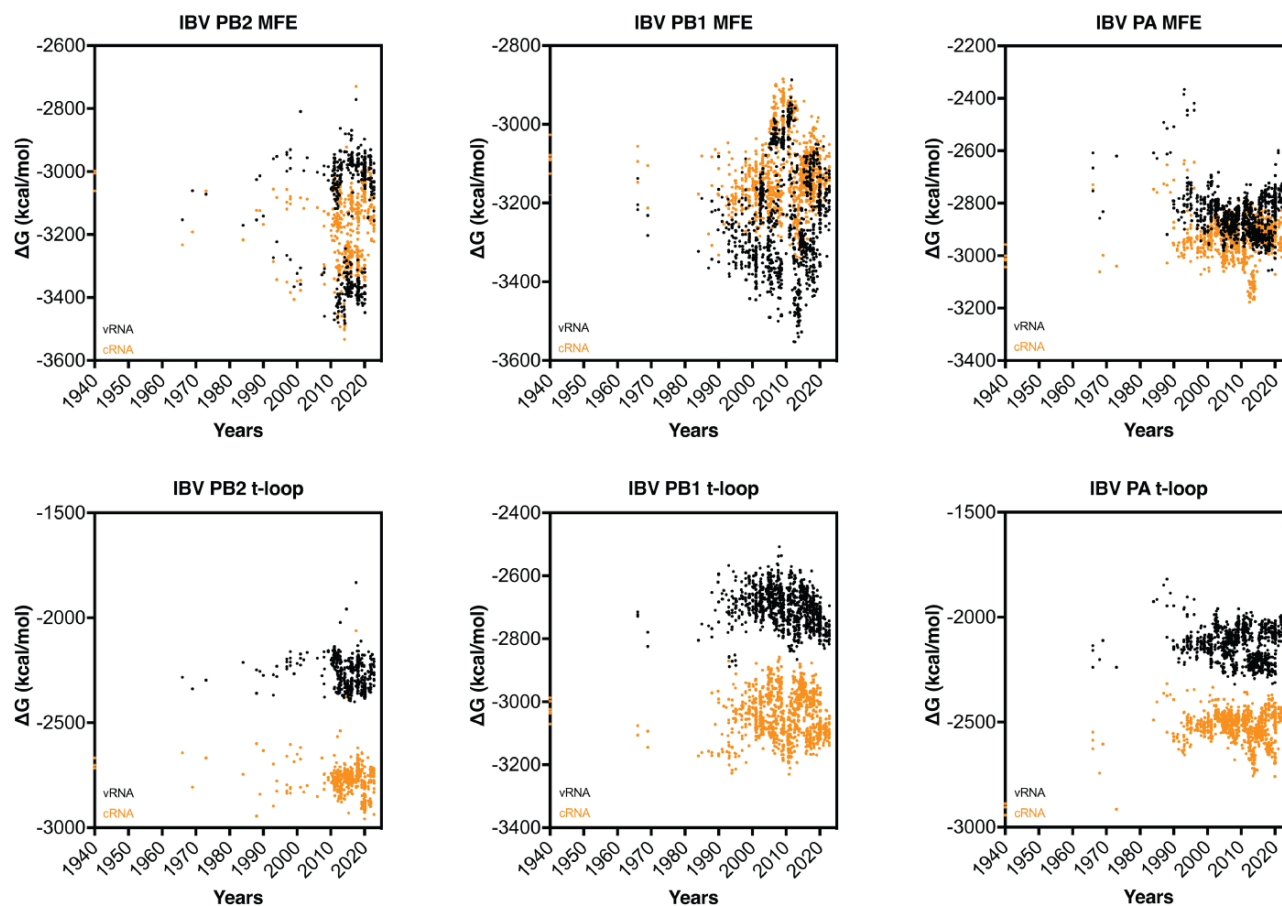 IBV PB2 MFE
-2600
-2800
-3000
-3200
-3400
-3600
ΔG (kcal/mol)
vRNA
cRNA
1940
1950
1960
1970
1980
1990
2000
2010
2020
Years
IBV PB1 MFE
-2800
-3000
-3200
-3400
-3600
ΔG (kcal/mol)
vRNA
cRNA
1940
1950
1960
1970
1980
1990
2000
2010
2020
Years
IBV PA MFE
-2200
-2400
-2600
-2800
-3000
-3200
-3400
ΔG (kcal/mol)
vRNA
cRNA
1940
1950
1960
1970
1980
1990
2000
2010
2020
Years
IBV PB2 t-loop
-1500
-2000
-2500
-3000
ΔG (kcal/mol)
vRNA
cRNA
1940
1950
1960
1970
1980
1990
2000
2010
2020
Years
IBV PB1 t-loop
-2400
-2600
-2800
-3000
-3200
-3400
ΔG (kcal/mol)
vRNA
cRNA
1940
1950
1960
1970
1980
1990
2000
2010
2020
Years
IBV PA t-loop
-1500
-2000
-2500
-3000
ΔG (kcal/mol)
vRNA
cRNA
1940
1950
1960
1970
1980
1990
2000
2010
2020
Years